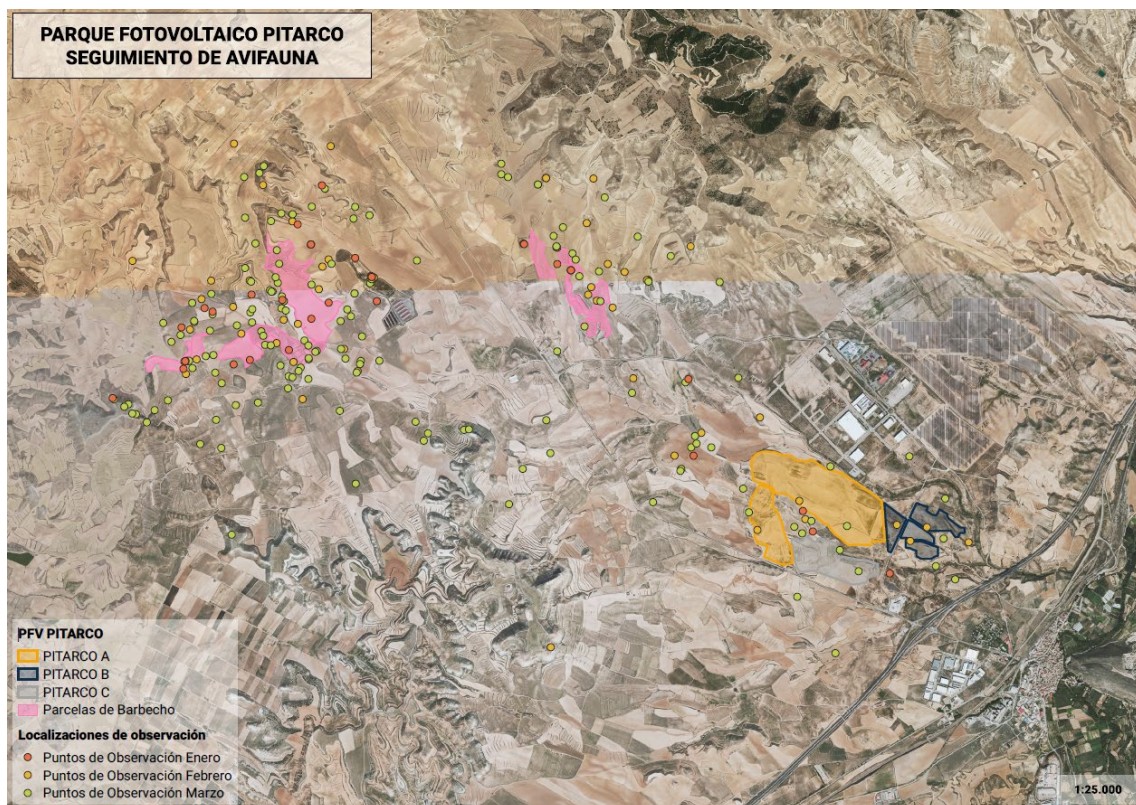 PARQUE FOTOVOLTAICO PITARCO
SEGUIMIENTO DE AVIFAUNA
PFV PITARCO
PITARCO A
PITARCO B
PITARCO C
Parcelas de Barbecho
Localizaciones de observación
Puntos de Observación Enero
Puntos de Observación Febrero
Puntos de Observación Marzo
1:25.000